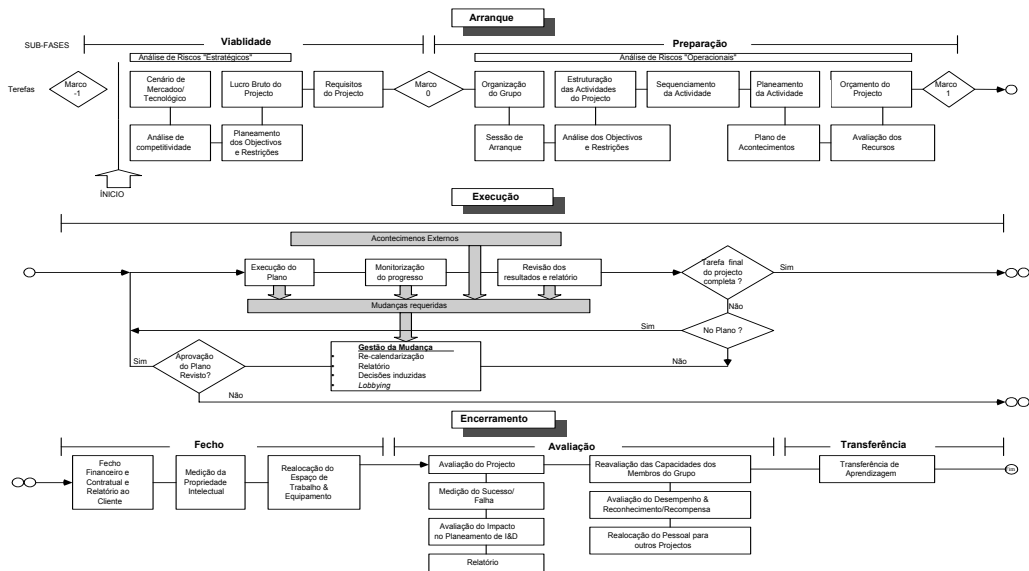 Arranque
SUB-FASES
Viablidade
Preparação
Análise de Riscos "Estratégicos"
Análise de Riscos "Operacionais"
Terefas
Marco
-1
Cenário de
Mercados/
Tecnológico
Lucro Bruto do
Projecto
Requisitos
do Projecto
Marco
0
Organização
do Grupo
Estruturação
das Actividades
do Projecto
Sequenciamento
da Actividade
Planeamento
da Actividade
Orçamento do
Projecto
Marco
1
Análise de
competitividade
Planeamento
dos Objectivos
e Restrições
Sessão de
Arranque
Análise dos Objectivos
e Restrições
Plano de
Acontecimentos
Avaliação dos
Recursos
ÍNICIO
Execução
Acontecimenos Externos
Execução do
Plano
Monitorização
do progresso
Revisão dos
resultados e relatório
Tarefa final
do projecto
completa ?
Sim
Mudanças requeridas
Não
Sim
No Plano ?
Gestão da Mudança
Re-calendarização
Relatório
Decisões induzidas
Lobbying
Sim
Aprovação
do Plano
Revisto?
Não
Não
Encerramento
Fecho
Avaliação
Transferência
Fecho
Financeiro e
Contratual e
Relatório ao
Cliente
Medição da
Propriedade
Intelectual
Realocação do
Espaço de
Trabalho &
Equipamento
Avaliação do Projecto
Reavaliação das Capacidades dos
Membros do Grupo
Transferência de
Aprendizagem
Medição do Sucesso/
Falha
Avaliação do Desempenho &
Reconhecimento/Recompensa
Avaliação do Impacto
no Planeamento de I&D
Realocação do Pessoal para
outros Projectos
Relatório